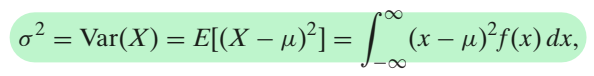 σ² = Var(X) = E[(X − μ)²] = ∫_{−∞}^{∞} (x − μ)² f(x) dx,